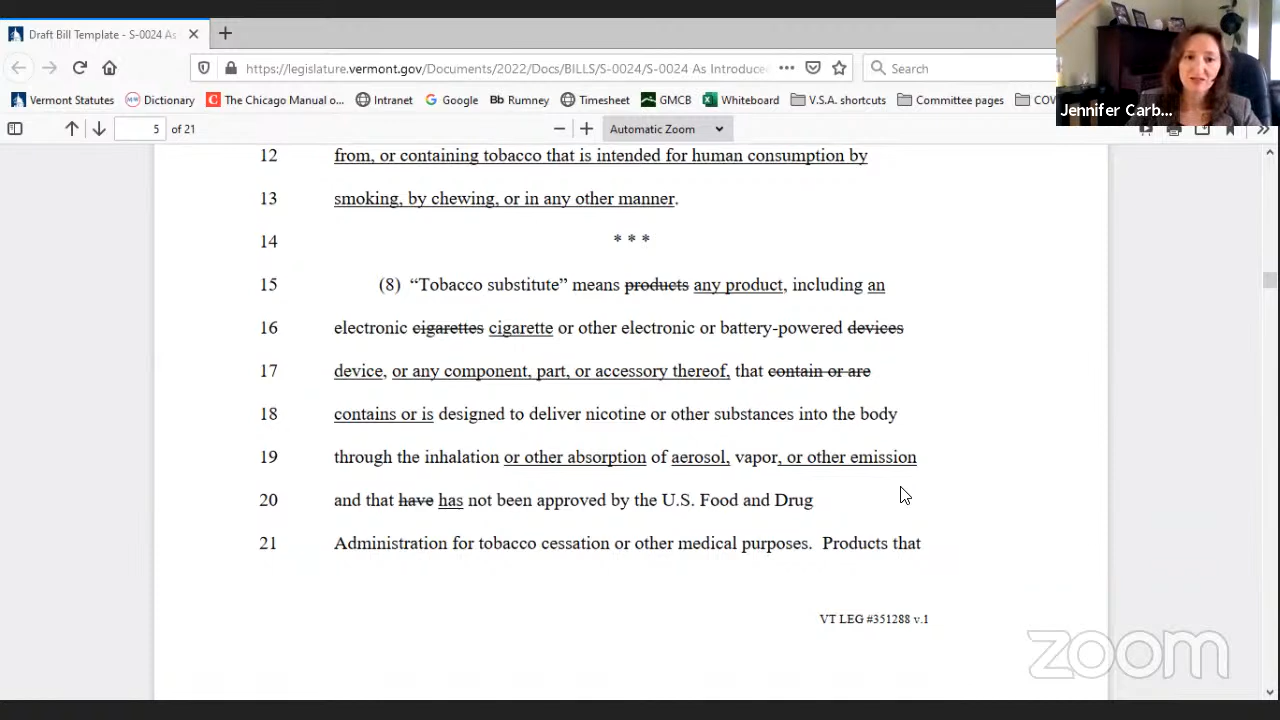 Draft Bill Template - S-0024 As
https://legislature.vermont.gov/Documents/2022/Docs/BILLS/S-0024/S-0024 As Introduced
Search
Jennifer Carb...
Vermont Statutes
Dictionary
The Chicago Manual o...
Intranet
Google
Bb Rumney
Timesheet
GMCB
Whiteboard
V.S.A. shortcuts
Committee pages
COV
5 of 21
Automatic Zoom
12 from, or containing tobacco that is intended for human consumption by
13 smoking, by chewing, or in any other manner.
14 * * *
15 (8) “Tobacco substitute” means products any product, including an
16 electronic cigarettes cigarette or other electronic or battery-powered devices
17 device, or any component, part, or accessory thereof, that contain or are
18 contains or is designed to deliver nicotine or other substances into the body
19 through the inhalation or other absorption of aerosol, vapor, or other emission
20 and that have has not been approved by the U.S. Food and Drug
21 Administration for tobacco cessation or other medical purposes. Products that
VT LEG #351288 v.1
zoom